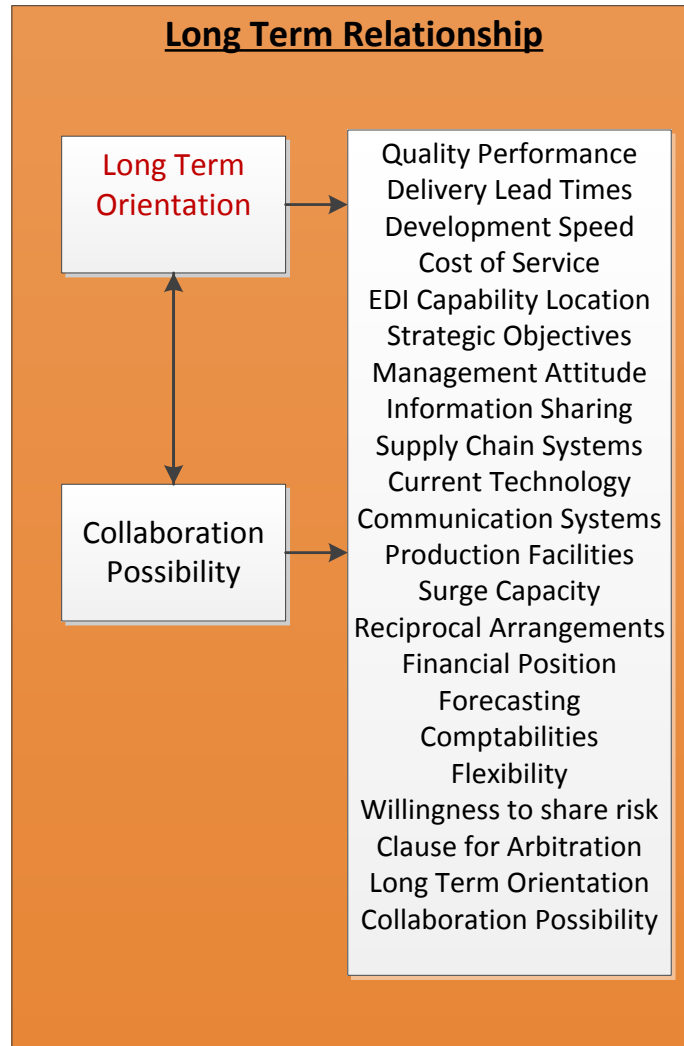 Long Term Relationship
Long Term
Orientation
Collaboration
Possibility
Quality Performance
Delivery Lead Times
Development Speed
Cost of Service
EDI Capability Location
Strategic Objectives
Management Attitude
Information Sharing
Supply Chain Systems
Current Technology
Communication Systems
Production Facilities
Surge Capacity
Reciprocal Arrangements
Financial Position
Forecasting
Comptabilities
Flexibility
Willingness to share risk
Clause for Arbitration
Long Term Orientation
Collaboration Possibility